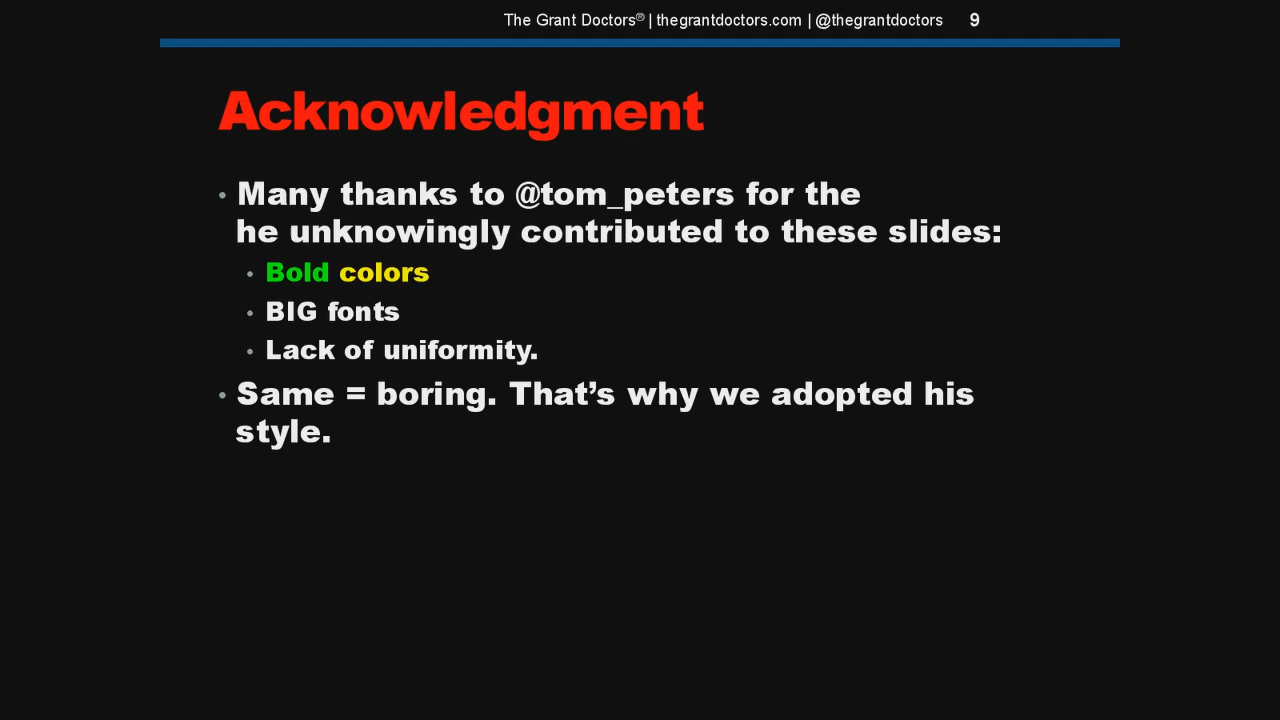 The Grant Doctors® | thegrantdoctors.com | @thegrantdoctors 9
Acknowledgment
• Many thanks to @tom_peters for the
he unknowingly contributed to these slides:
• Bold colors
• BIG fonts
• Lack of uniformity.
• Same = boring. That’s why we adopted his
style.